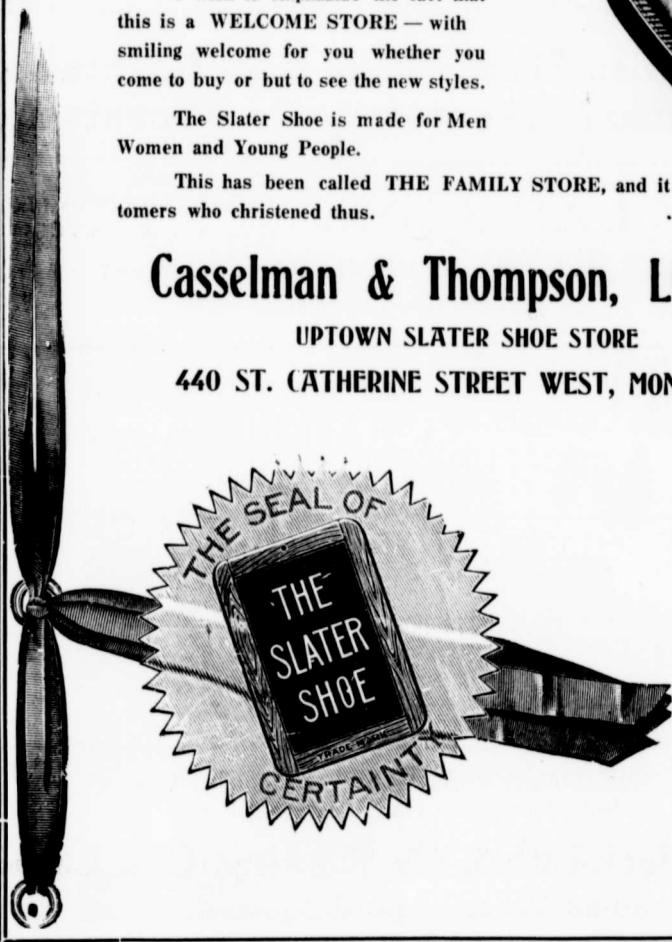 this is a WELCOME STORE — with
smiling welcome for you whether you
come to buy or but to see the new styles.
The Slater Shoe is made for Men
Women and Young People.
This has been called THE FAMILY STORE, and it
tomers who christened thus.
Casselman & Thompson, L
UPTOWN SLATER SHOE STORE
440 ST. CATHERINE STREET WEST, MON
THE SEAL OF
THE
SLATER
SHOE
TRADE MARK
CERTAINT